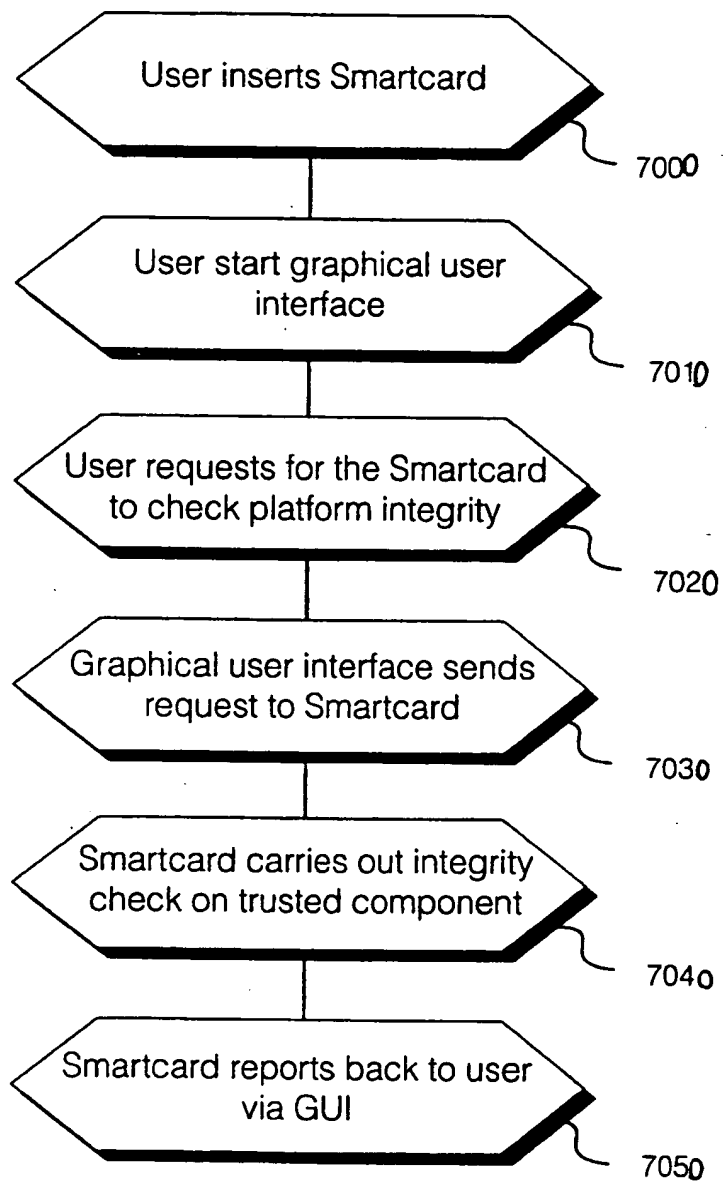 User inserts Smartcard
7000
User start graphical user
interface
7010
User requests for the Smartcard
to check platform integrity
7020
Graphical user interface sends
request to Smartcard
7030
Smartcard carries out integrity
check on trusted component
7040
Smartcard reports back to user
via GUI
7050